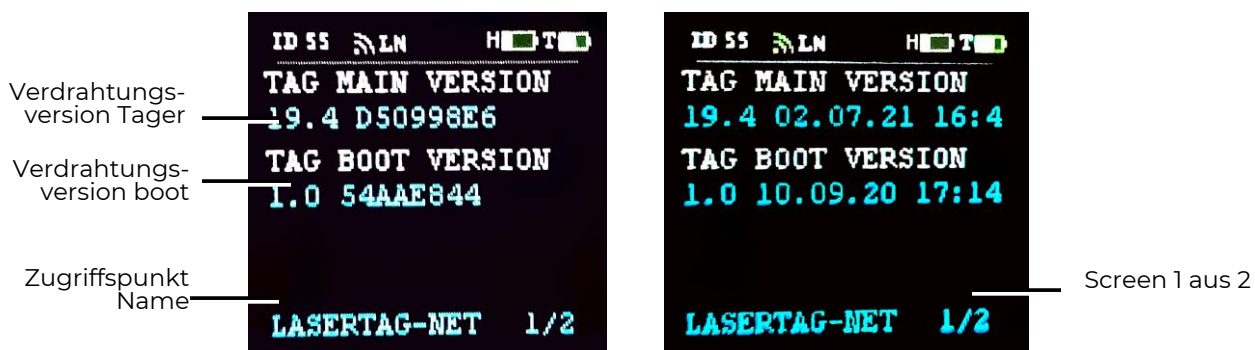 Verdrahtungs-
version Tager
Verdrahtungs-
version boot
Zugriffspunkt
Name
ID 55 LN H T
TAG MAIN VERSION
19.4 D50998E6
TAG BOOT VERSION
1.0 54AAE844
LASERTAG-NET 1/2
ID 55 LN H T
TAG MAIN VERSION
19.4 02.07.21 16:4
TAG BOOT VERSION
1.0 10.09.20 17:14
LASERTAG-NET 1/2
Screen 1 aus 2